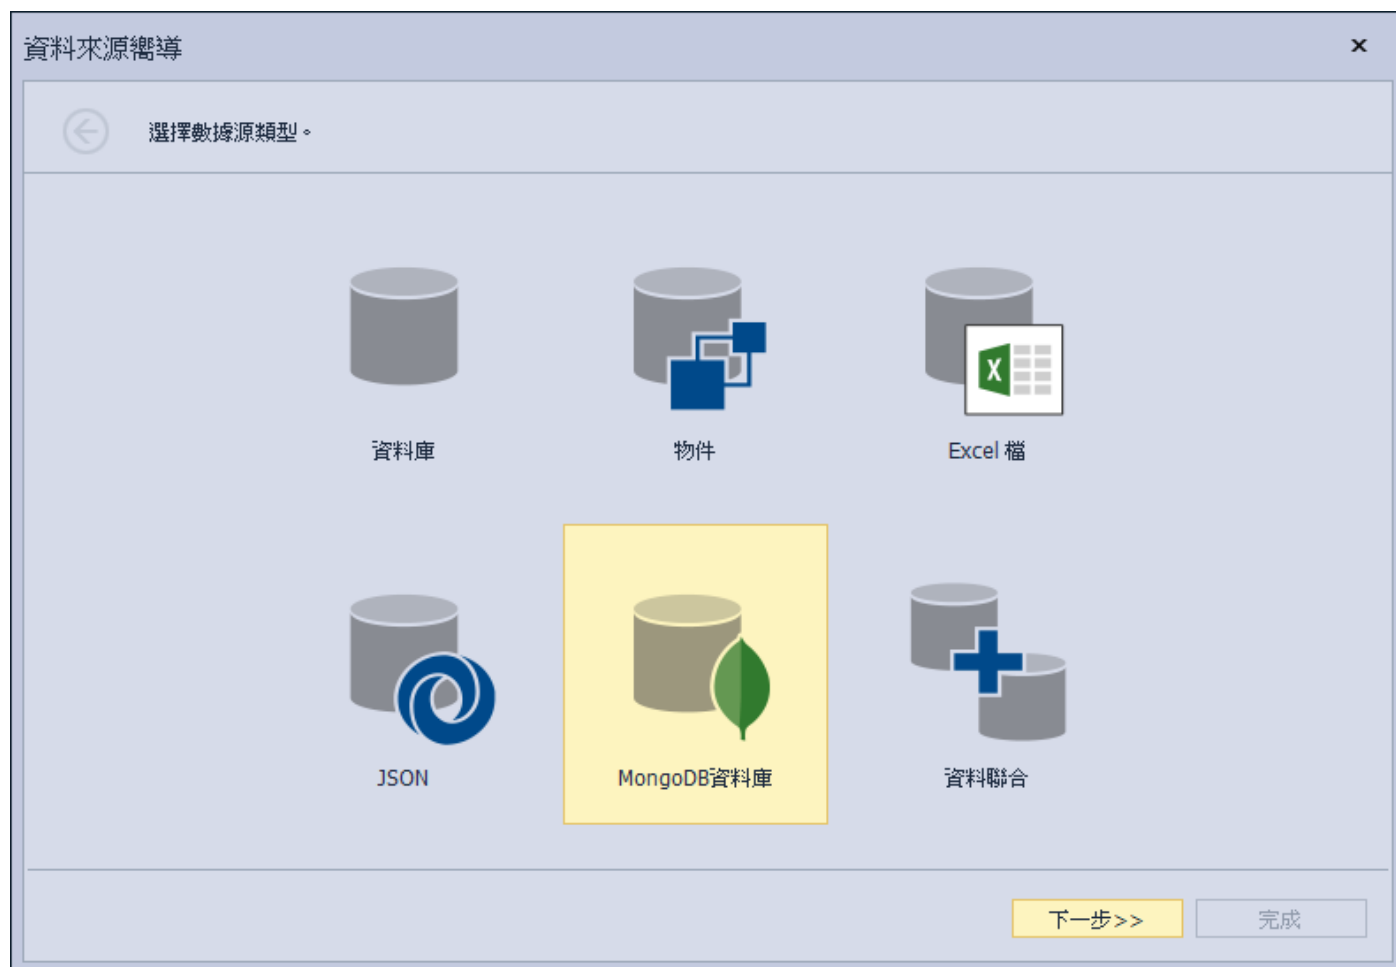 資料來源嚮導
選擇數據源類型。
資料庫
物件
Excel 檔
JSON
MongoDB資料庫
資料聯合
下一步>>
完成